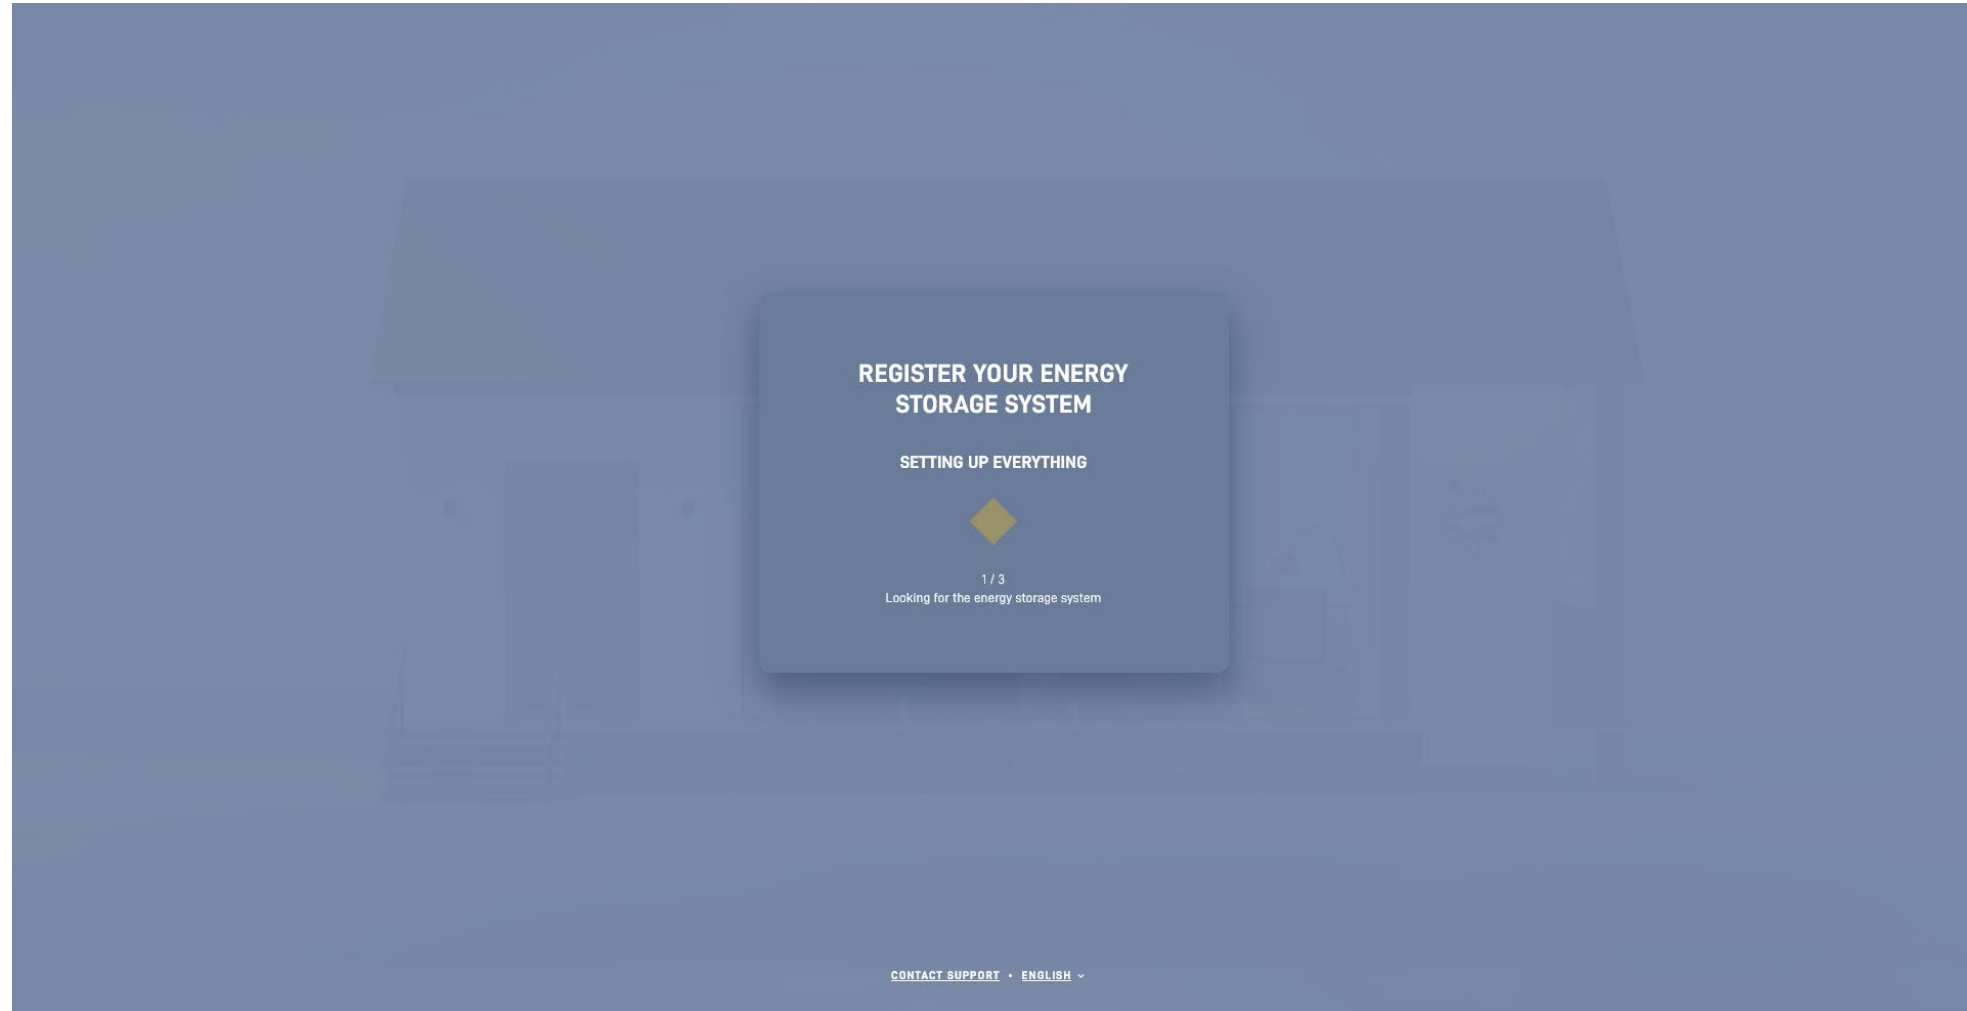 REGISTER YOUR ENERGY
STORAGE SYSTEM
SETTING UP EVERYTHING
1 / 3
Looking for the energy storage system
CONTACT SUPPORT • ENGLISH